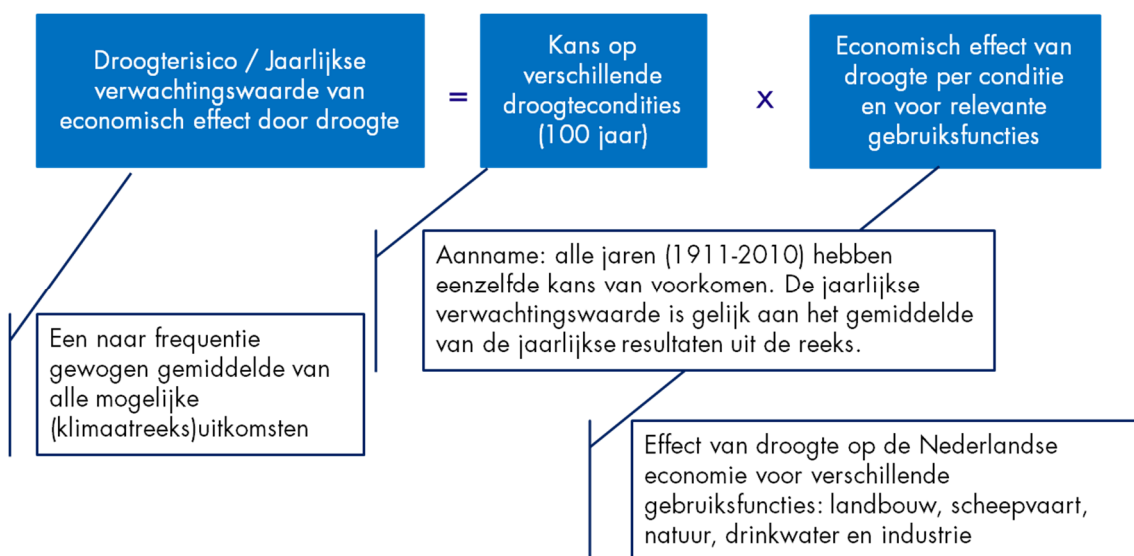 Droogterisico / Jaarlijkse
verwachtingswaarde van
economisch effect door droogte
=
Kans op
verschillende
droogtecondities
(100 jaar)
x
Economisch effect van
droogte per conditie
en voor relevante
gebruiksfuncties
Een naar frequentie
gewogen gemiddelde van
alle mogelijke
(klimaatreeks)uitkomsten
Aanname: alle jaren (1911-2010) hebben
eenzelfde kans van voorkomen. De jaarlijkse
verwachtingswaarde is gelijk aan het gemiddelde
van de jaarlijkse resultaten uit de reeks.
Effect van droogte op de Nederlandse
economie voor verschillende
gebruiksfuncties: landbouw, scheepvaart,
natuur, drinkwater en industrie